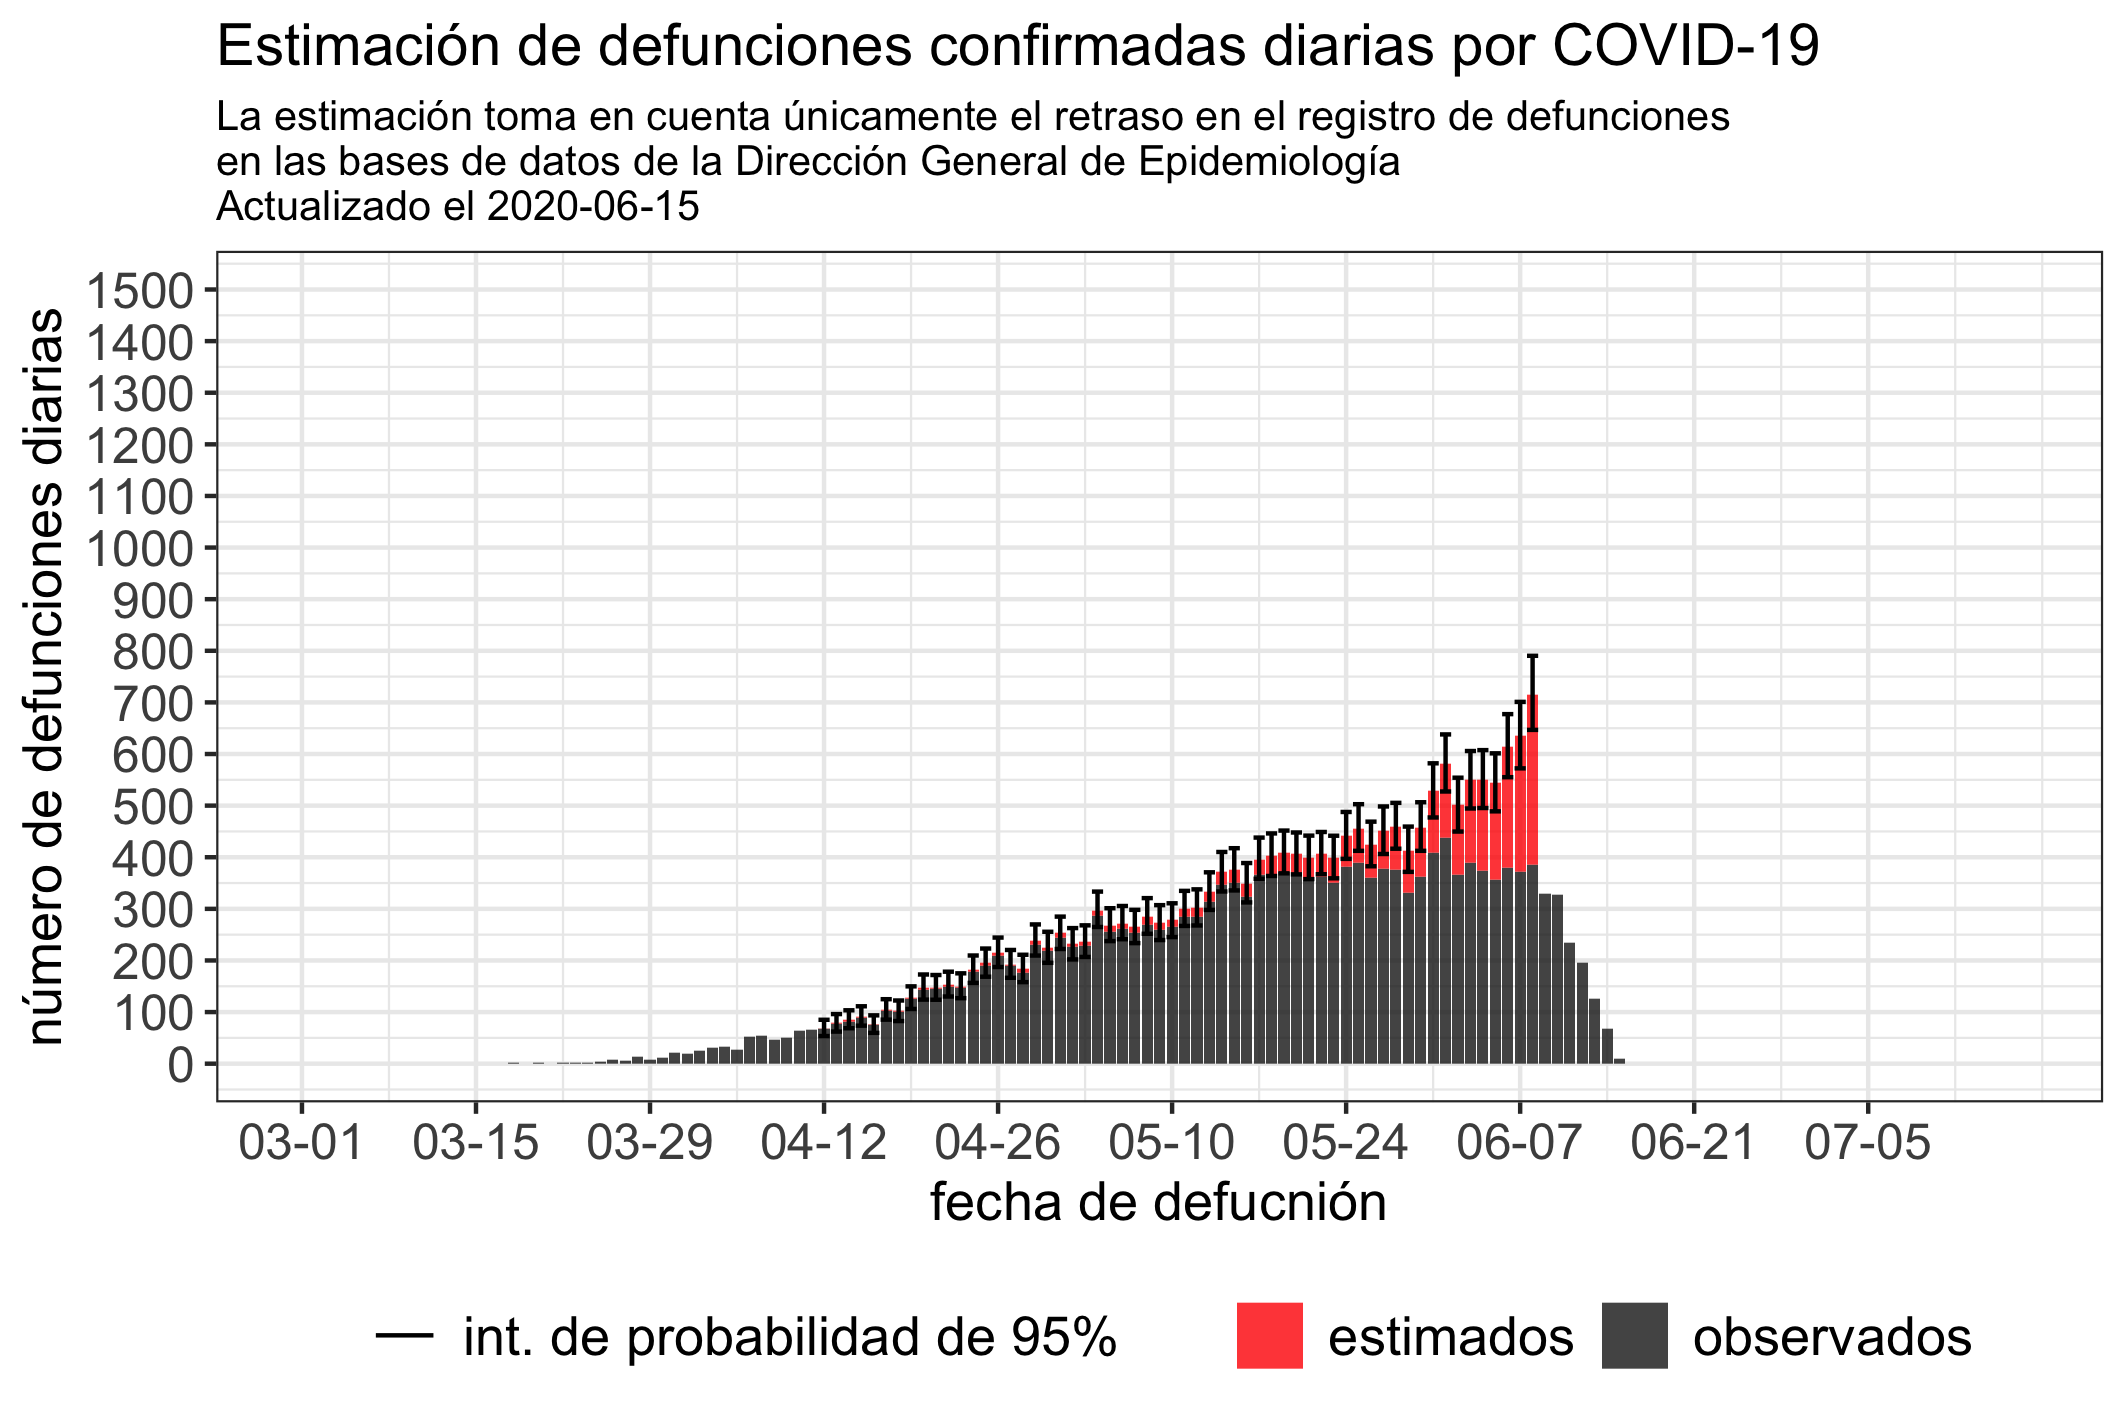 Estimación de defunciones confirmadas diarias por COVID-19
La estimación toma en cuenta únicamente el retraso en el registro de defunciones
en las bases de datos de la Dirección General de Epidemiología
Actualizado el 2020-06-15
número de defunciones diarias
1500
1400
1300
1200
1100
1000
900
800
700
600
500
400
300
200
100
0
03-01 03-15 03-29 04-12 04-26 05-10 05-24 06-07 06-21 07-05
fecha de defucnión
int. de probabilidad de 95% estimados observados